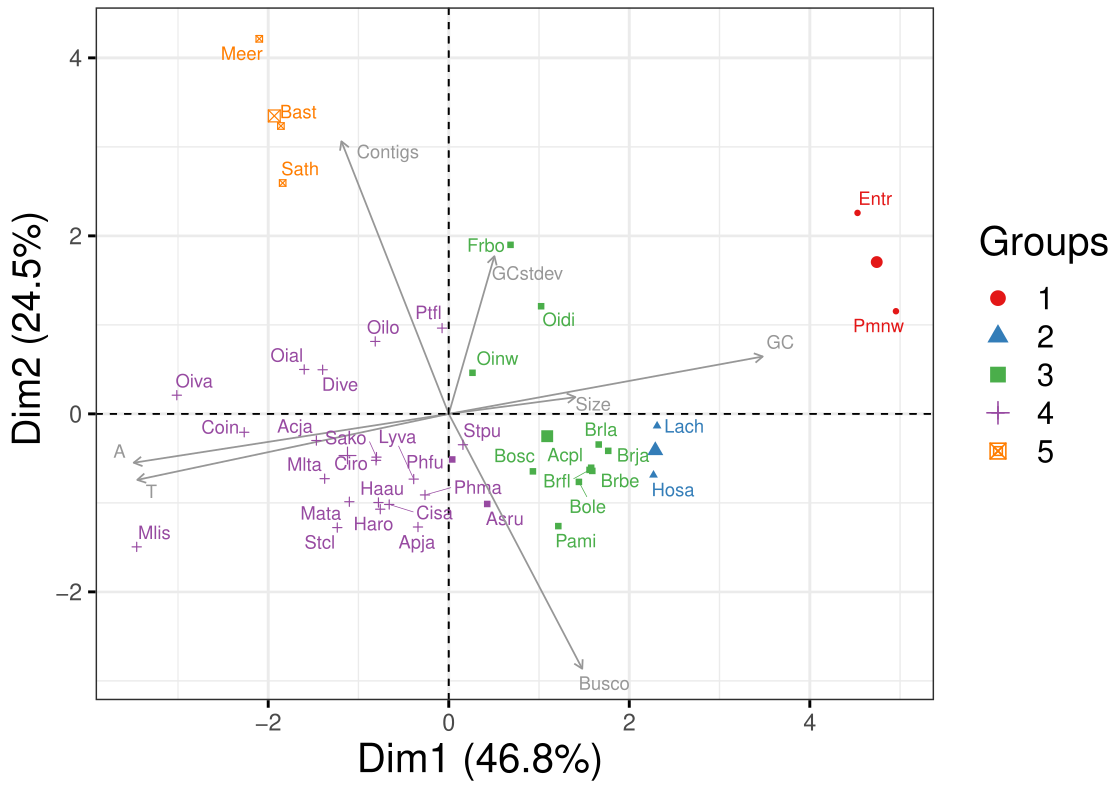 Meer
Bast
Sath
Contigs
Entr
Frbo
GCstdev
Ptfl
Oidi
Pmnw
Oilo
GC
Oinw
Oial
Dive
Oiva
Size
Coin
Acja
Sako
Lyva
Stpu
Brla
Lach
A
Mlta
Ciro
Phfu
Bosc
Acpl
Brja
T
Haau
Phma
Brfl
Brbe
Hosa
Mata
Haro
Cisa
Asru
Bole
Mlis
Stcl
Apja
Pami
Busco
4
2
0
−2
−2
0
2
4
Dim1 (46.8%)
Dim2 (24.5%)
Groups
1
2
3
4
5